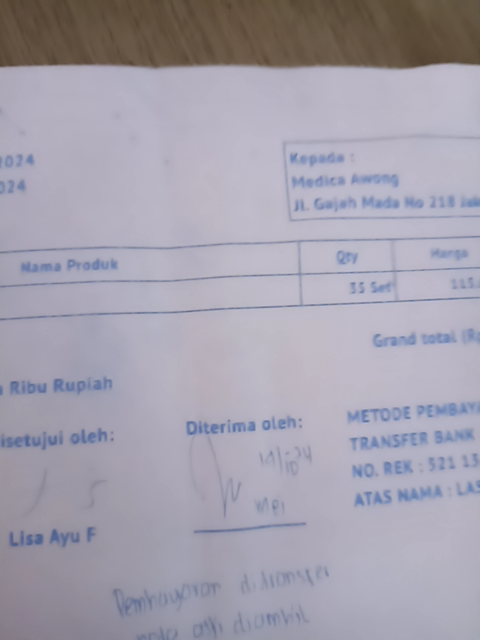 2024
024
Kepada :
Medica Awong
Jl. Gajah Mada No 218
Nama Produk Qty Harga
35 Set 115.
Grand total (Rp
Ribu Rupiah
isetujui oleh:
Diterima oleh:
14/10 24
Mei
Lisa Ayu F
METODE PEMBAYA
TRANSFER BANK
NO. REK : 521 13
ATAS NAMA : LAS
Pembayaran ditransfer
nota asli diambil